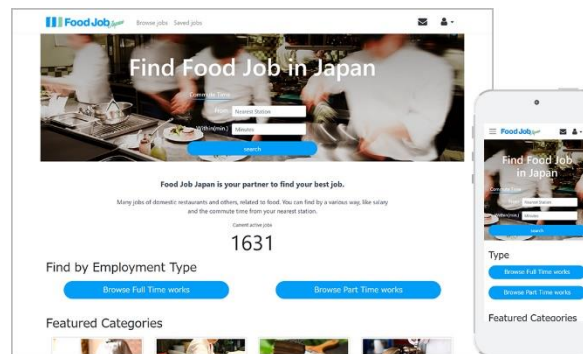 Food Job Japan
Browse jobs Saved jobs
Find Food Job in Japan
Commute Time
From Nearest Station
Within(min.) Minutes
search
Food Job Japan is your partner to find your best job.
Many jobs of domestic restaurants and others, related to food. You can find by a various way, like salary
and the commute time from your nearest station.
Current active jobs
1631
Find by Employment Type
Browse Full Time works
Browse Part Time works
Featured Categories
Food Job
Find Food Job
in Japan
Commute Time
Nearest Station
Within(min.) Minutes
search
Type
Browse Full Time works
Browse Part Time works
Featured Categories